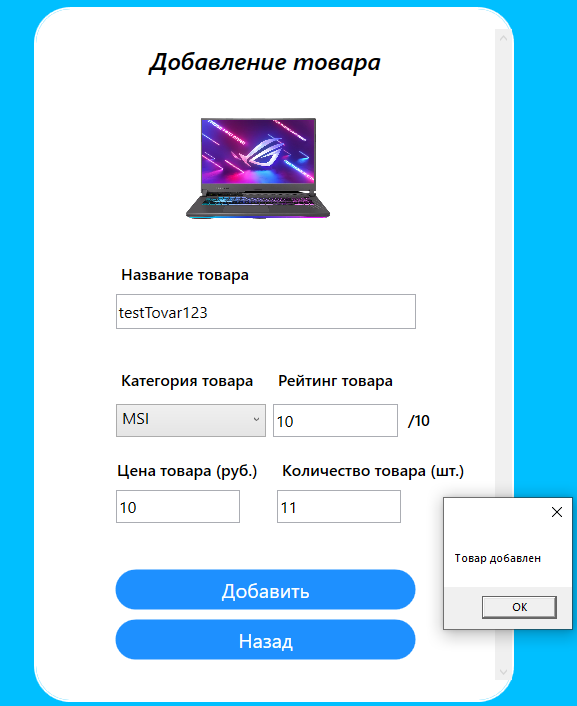 Добавление товара
Название товара
testTovar123
Категория товара Рейтинг товара
MSI 10 /10
Цена товара (руб.) Количество товара (шт.)
10 11
Товар добавлен
OK
Добавить
Назад